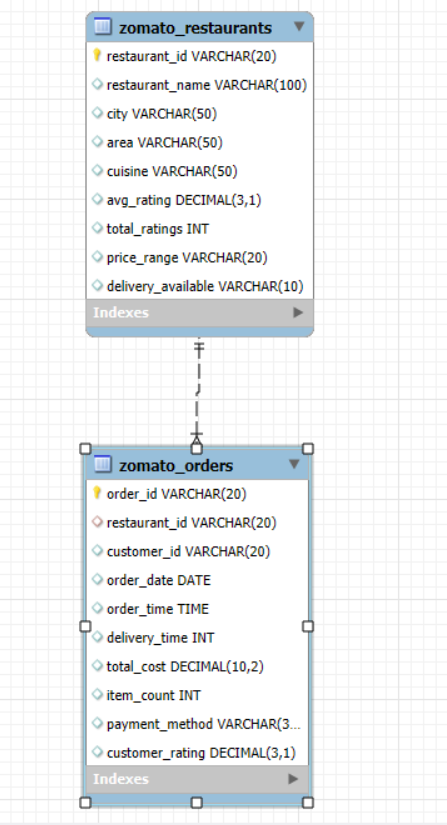 zomato_restaurants
restaurant_id VARCHAR(20)
restaurant_name VARCHAR(100)
city VARCHAR(50)
area VARCHAR(50)
cuisine VARCHAR(50)
avg_rating DECIMAL(3,1)
total_ratings INT
price_range VARCHAR(20)
delivery_available VARCHAR(10)
Indexes
zomato_orders
order_id VARCHAR(20)
restaurant_id VARCHAR(20)
customer_id VARCHAR(20)
order_date DATE
order_time TIME
delivery_time INT
total_cost DECIMAL(10,2)
item_count INT
payment_method VARCHAR(3...
customer_rating DECIMAL(3,1)
Indexes